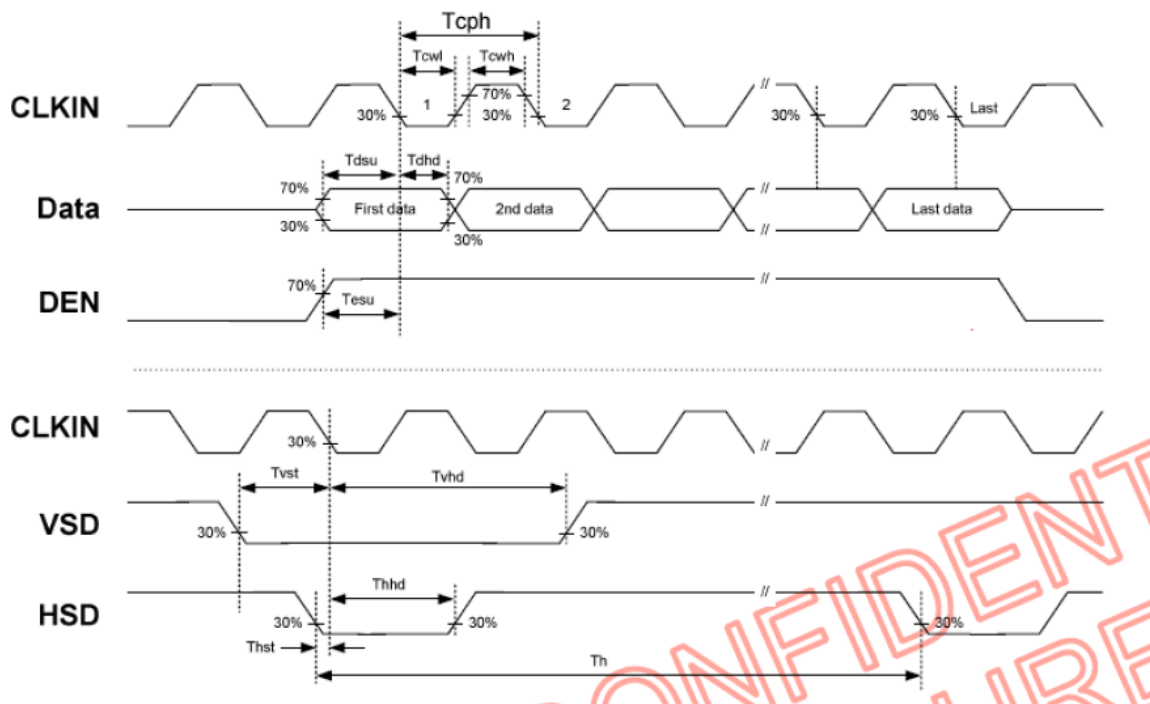 Tcph
Tcwl Tcwh
CLKIN 30% 1 70% 30% 2 // 30% 30% Last
Tdsu Tdhd
70% 70%
Data First data 2nd data // Last data
30% 30% //
DEN 70% Tesu //
CLKIN 30% //
Tvst Tvhd
VSD 30% 30% //
Thhd
HSD 30% 30% // 30%
Thst
Th
CONFIDENT
URE